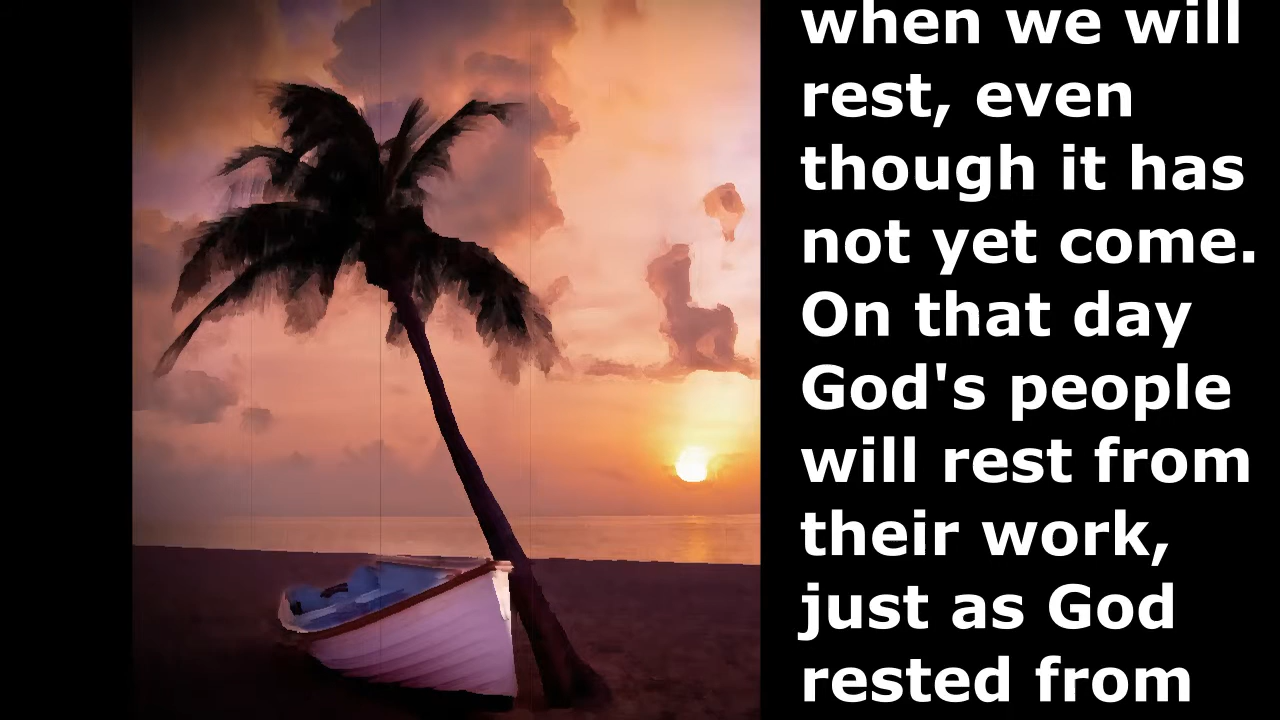 when we will
rest, even
though it has
not yet come.
On that day
God's people
will rest from
their work,
just as God
rested from